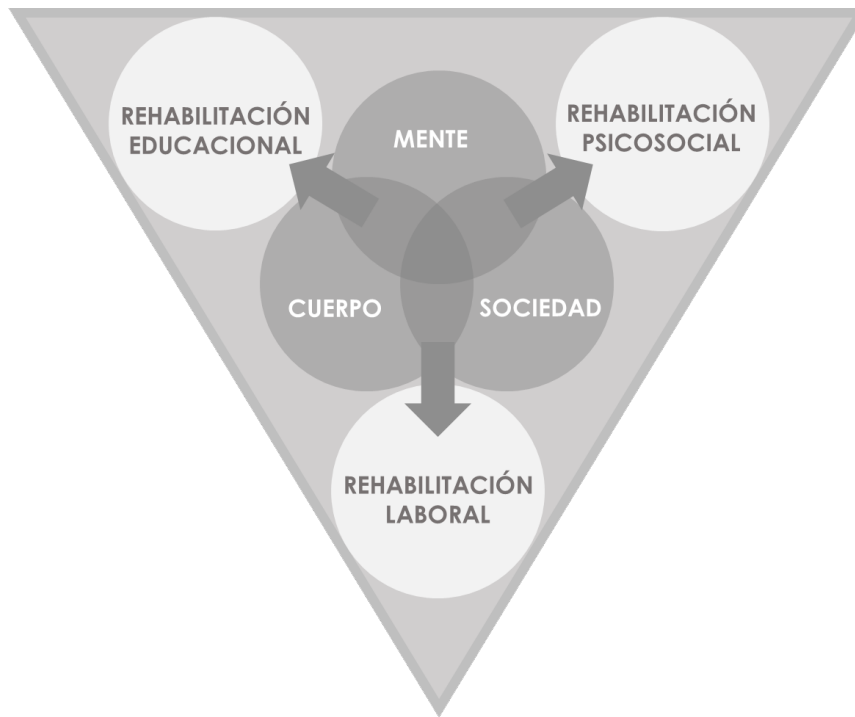 REHABILITACIÓN
EDUCACIONAL
MENTE
REHABILITACIÓN
PSICOSOCIAL
CUERPO
SOCIEDAD
REHABILITACIÓN
LABORAL